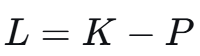 L = K − P